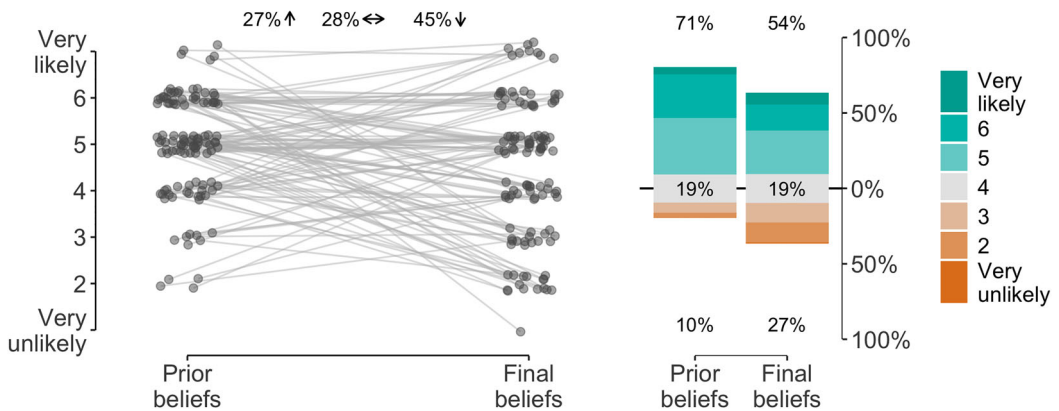 27%↑ 28%↔ 45%↓
Very
likely
6
5
4
3
2
Very
unlikely
Prior
beliefs
Final
beliefs
71% 54%
100%
50%
0%
50%
100%
19% 19%
10% 27%
Prior
beliefs
Final
beliefs
Very
likely
6
5
4
3
2
Very
unlikely